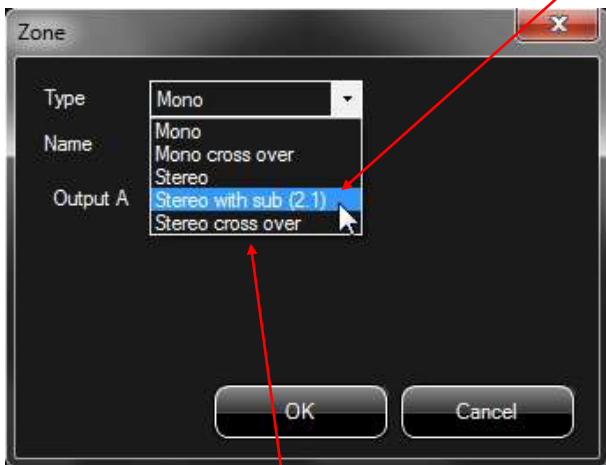 Zone
Type Mono
Mono
Name
Mono cross over
Stereo
Output A Stereo with sub (2.1)
Stereo cross over
OK Cancel